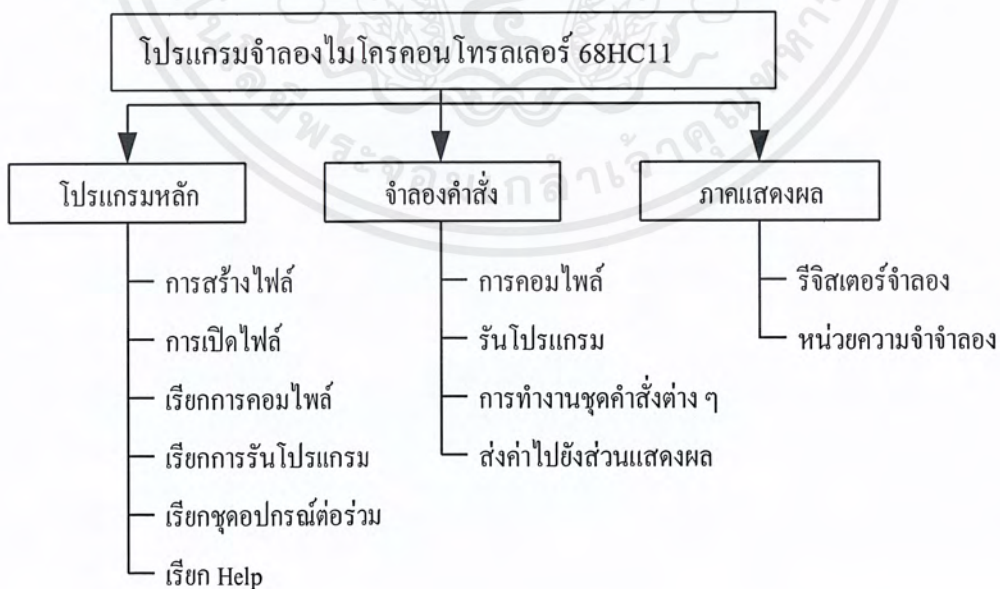 โปรแกรมจำลองไมโครคอนโทรลเลอร์ 68HC11
โปรแกรมหลัก
การสร้างไฟล์
การเปิดไฟล์
เรียกการคอมไพล์
เรียกการรันโปรแกรม
เรียกชุดอุปกรณ์ต่อร่วม
เรียก Help
จำลองคำสั่ง
การคอมไพล์
รันโปรแกรม
การทำงานชุดคำสั่งต่าง ๆ
ส่งค่าไปยังส่วนแสดงผล
ภาคแสดงผล
รีจิสเตอร์จำลอง
หน่วยความจำจำลอง